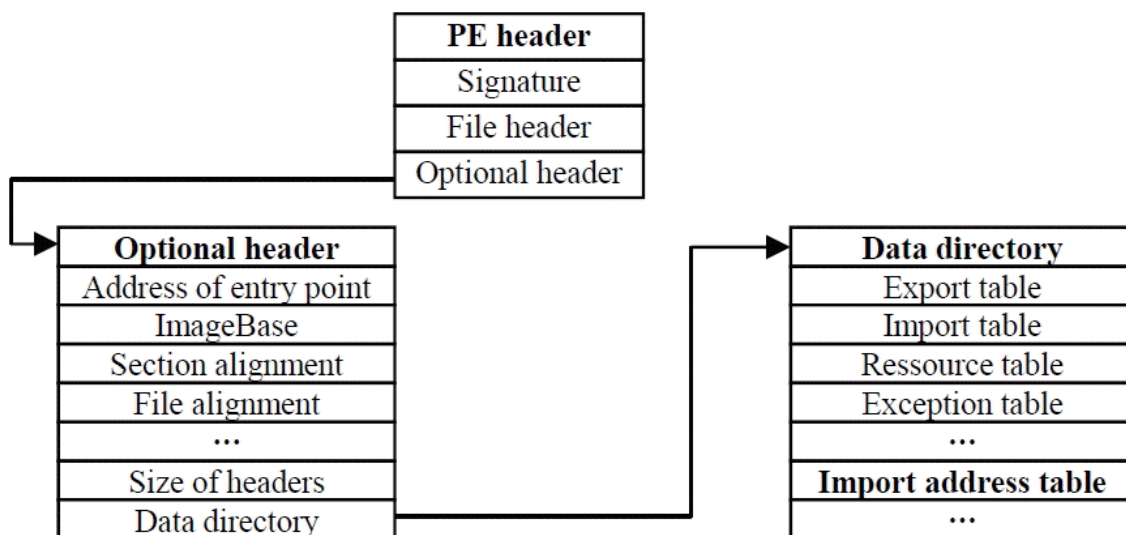 PE header
Signature
File header
Optional header
Optional header
Address of entry point
ImageBase
Section alignment
File alignment
...
Size of headers
Data directory
Data directory
Export table
Import table
Ressource table
Exception table
...
Import address table
...